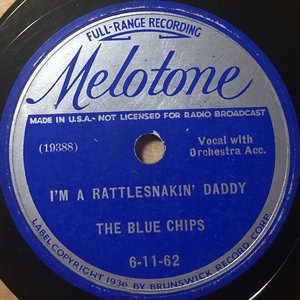 FULL-RANGE RECORDING
Melotone
MADE IN U.S.A.- NOT LICENSED FOR RADIO BROADCAST
(19388)
Vocal with
Orchestra Acc.
I'M A RATTLESNAKIN' DADDY
THE BLUE CHIPS
6-11-62
LABEL COPYRIGHT 1936 BY BRUNSWICK RECORD CORP.